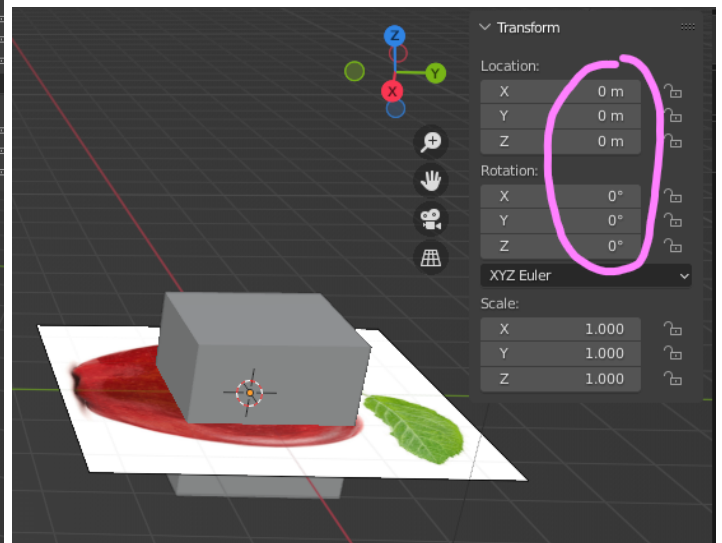 Transform
Z
Y
X
Location:
X 0 m
Y 0 m
Z 0 m
Rotation:
X 0°
Y 0°
Z 0°
XYZ Euler
Scale:
X 1.000
Y 1.000
Z 1.000